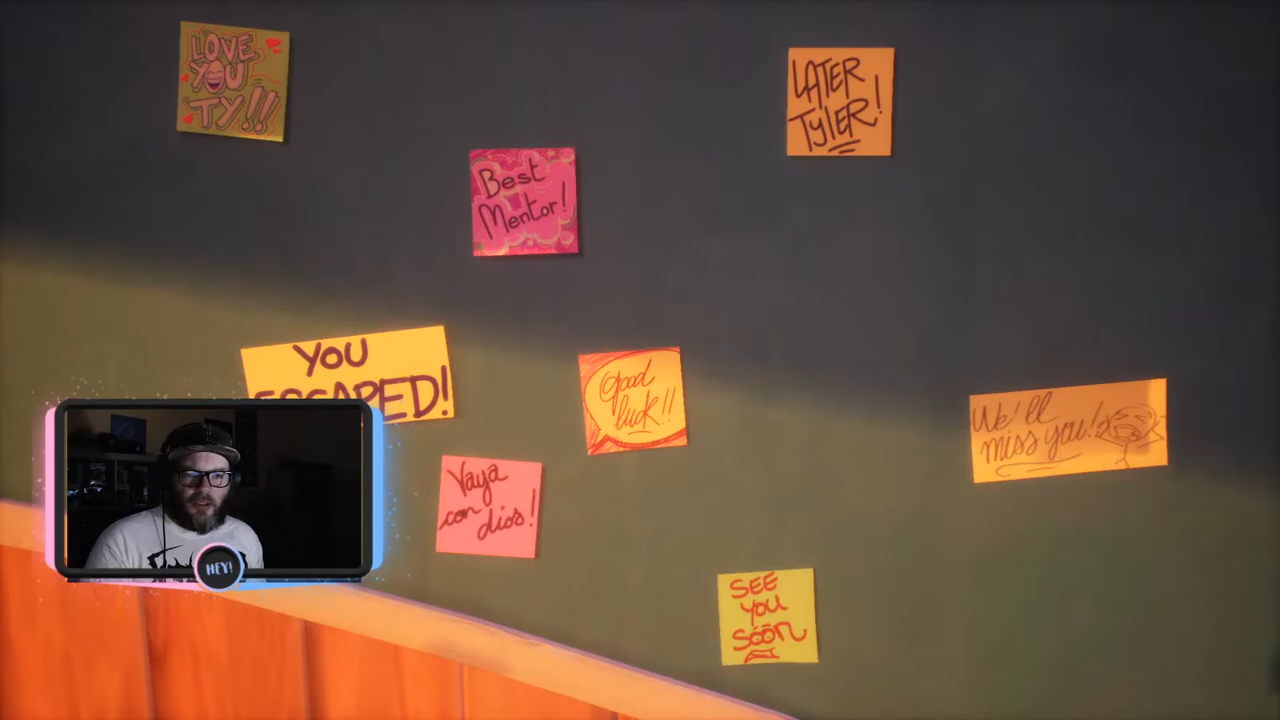 LOVE
YOU
TY!!
LATER
TYLER!
Best
Mentor!
YOU
ESCAPED!
Good
luck!!
We'll
miss you!
Vaya
con
dios!
SEE
YOU
SÖÖN
HEY!